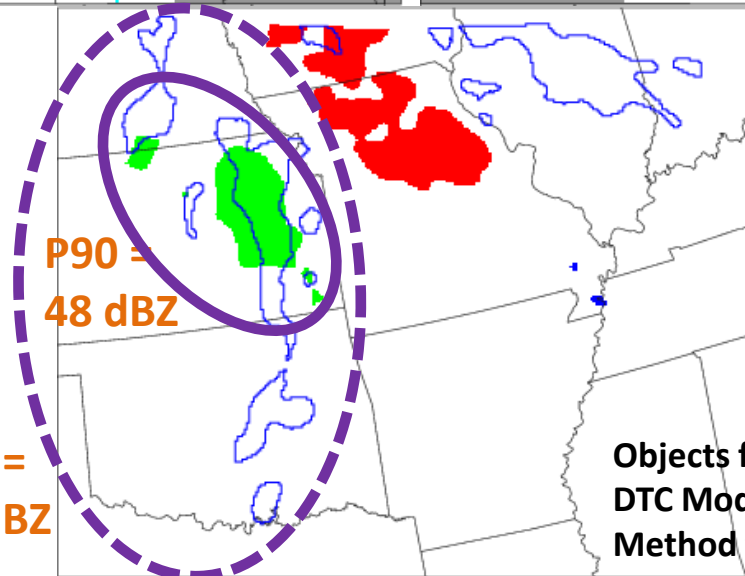 P90 =
48 dBZ
=
BZ
Objects f
DTC Mod
Method